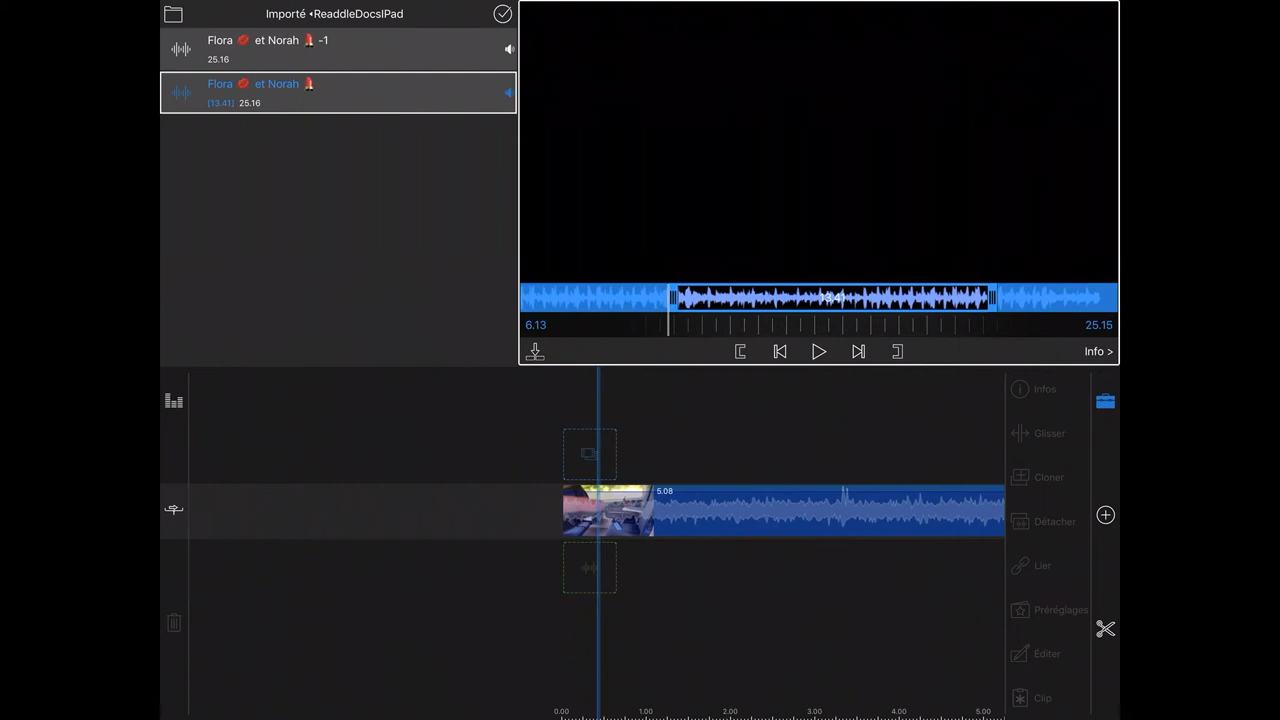 Importé ◂ReaddleDocsIPad
Flora 💋 et Norah 💄 -1
25.16
Flora 💋 et Norah 💄
[13.41] 25.16
13.41
6.13
25.15
Info >
Infos
Glisser
Cloner
5.08
Détacher
Lier
Préréglages
Éditer
Clip
0.00 1.00 2.00 3.00 4.00 5.00